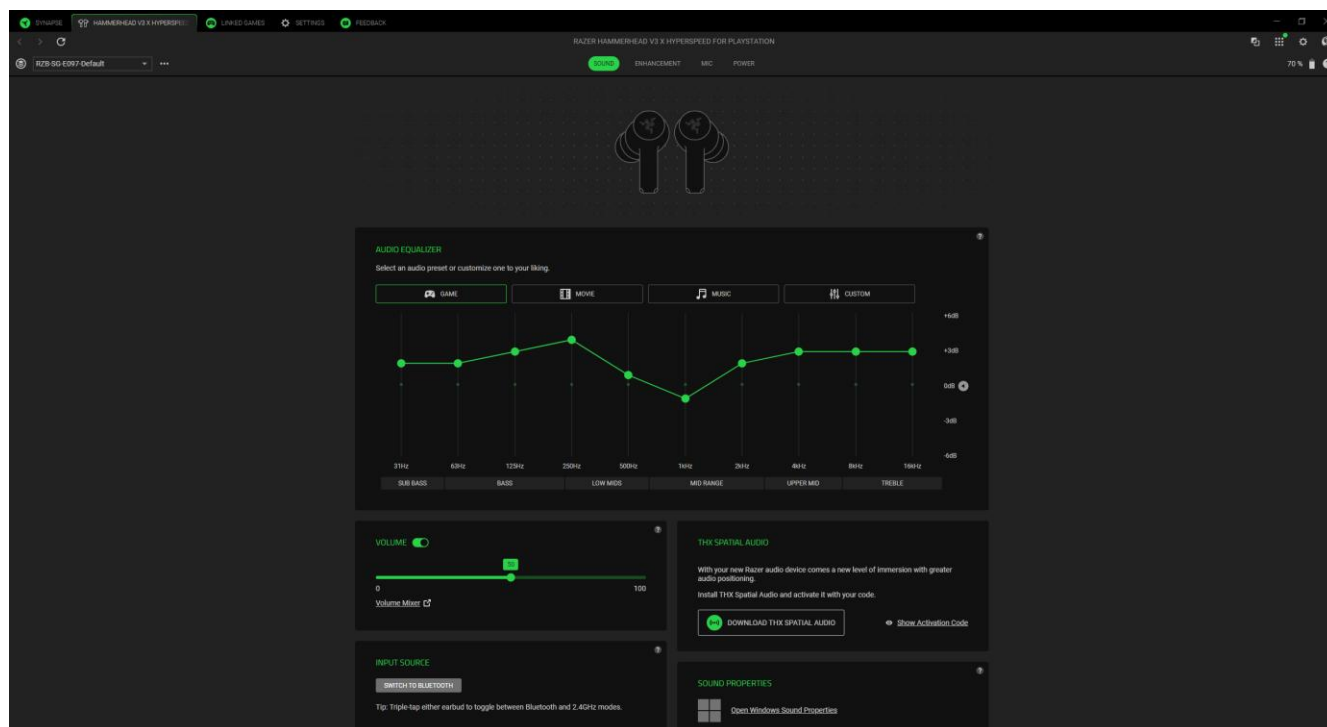 SYNAPSE HAMMERHEAD V3 X HYPERSPEE LINKED GAMES SETTINGS FEEDBACK
RAZER HAMMERHEAD V3 X HYPERSPEED FOR PLAYSTATION
RZB-SG-E097-Default SOUND ENHANCEMENT MIC POWER 70 %
AUDIO EQUALIZER
Select an audio preset or customize one to your liking.
GAME MOVIE MUSIC CUSTOM
+6dB
+3dB
0dB
-3dB
-6dB
31Hz 63Hz 125Hz 250Hz 500Hz 1kHz 2kHz 4kHz 8kHz 16kHz
SUB BASS BASS LOW MIDS MID RANGE UPPER MID TREBLE
VOLUME
50
0 100
Volume Mixer
THX SPATIAL AUDIO
With your new Razer audio device comes a new level of immersion with greater
audio positioning.
Install THX Spatial Audio and activate it with your code.
DOWNLOAD THX SPATIAL AUDIO Show Activation Code
INPUT SOURCE
SWITCH TO BLUETOOTH
Tip: Triple-tap either earbud to toggle between Bluetooth and 2.4GHz modes.
SOUND PROPERTIES
Open Windows Sound Properties